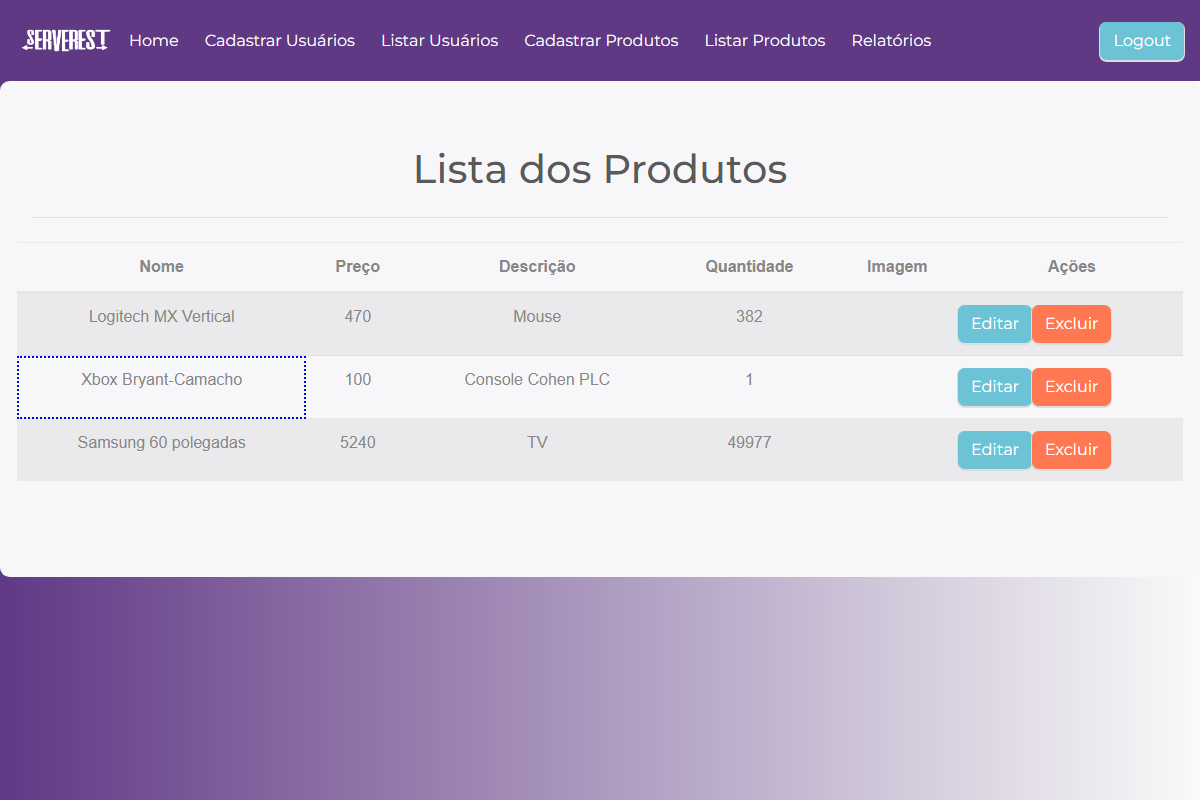 SERVEREST Home Cadastrar Usuários Listar Usuários Cadastrar Produtos Listar Produtos Relatórios Logout
Lista dos Produtos
Nome Preço Descrição Quantidade Imagem Ações
Logitech MX Vertical 470 Mouse 382 Editar Excluir
Xbox Bryant-Camacho 100 Console Cohen PLC 1 Editar Excluir
Samsung 60 polegadas 5240 TV 49977 Editar Excluir